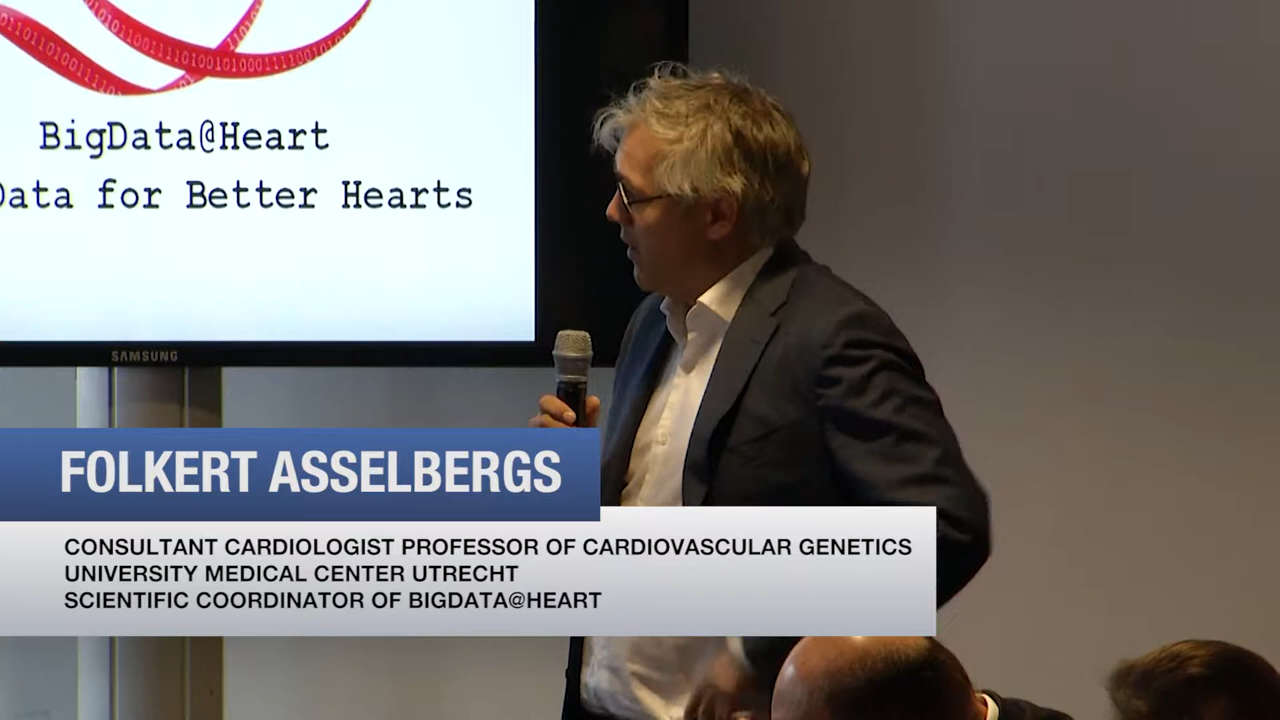 BigData@Heart
Data for Better Hearts
SAMSUNG
FOLKERT ASSELBERGS
CONSULTANT CARDIOLOGIST PROFESSOR OF CARDIOVASCULAR GENETICS
UNIVERSITY MEDICAL CENTER UTRECHT
SCIENTIFIC COORDINATOR OF BIGDATA@HEART